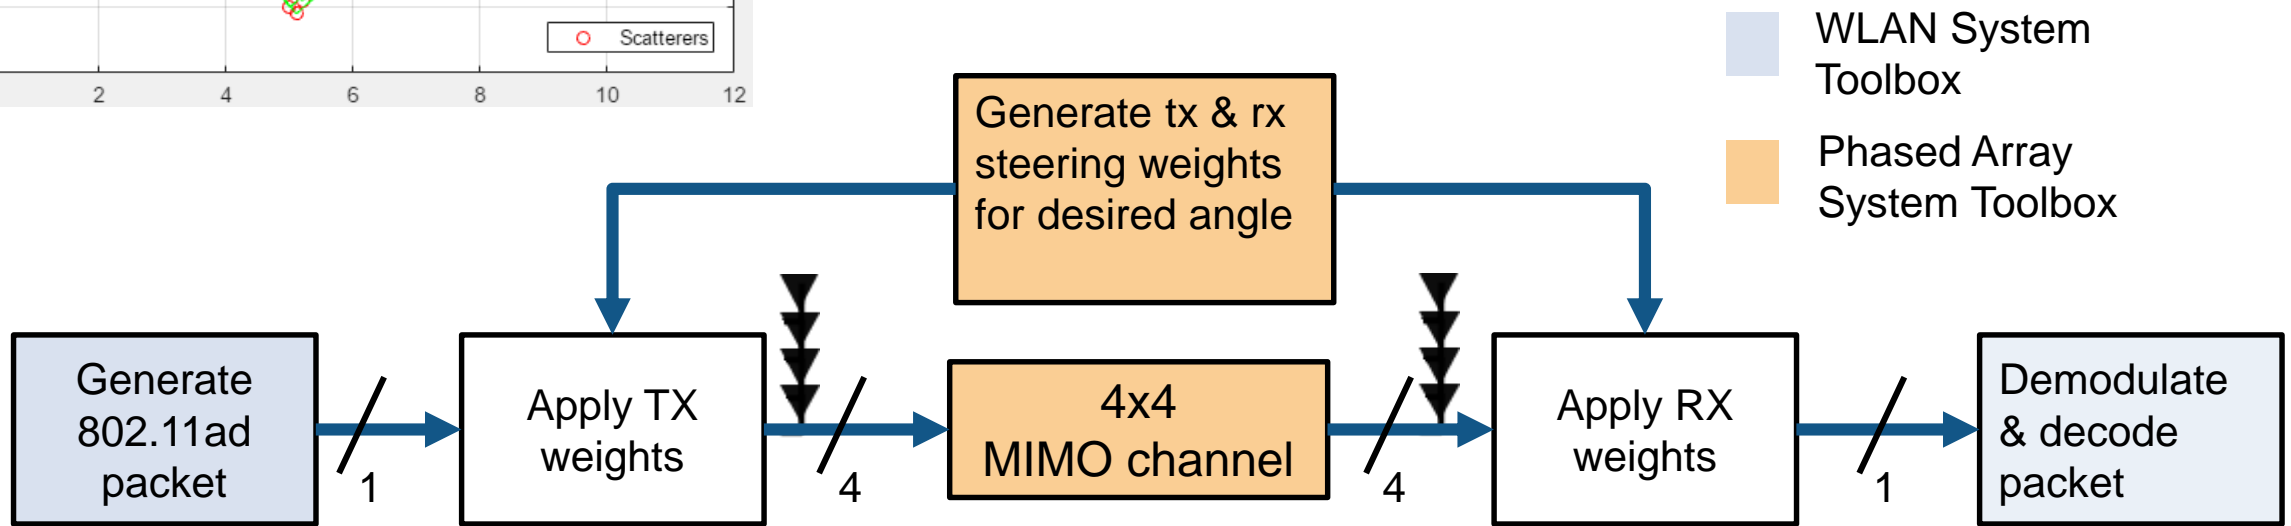 Scatterers
2 4 6 8 10 12
WLAN System
Toolbox
Phased Array
System Toolbox
Generate tx & rx
steering weights
for desired angle
Generate
802.11ad
packet
1
Apply TX
weights
4
4x4
MIMO channel
4
Apply RX
weights
1
Demodulate
& decode
packet